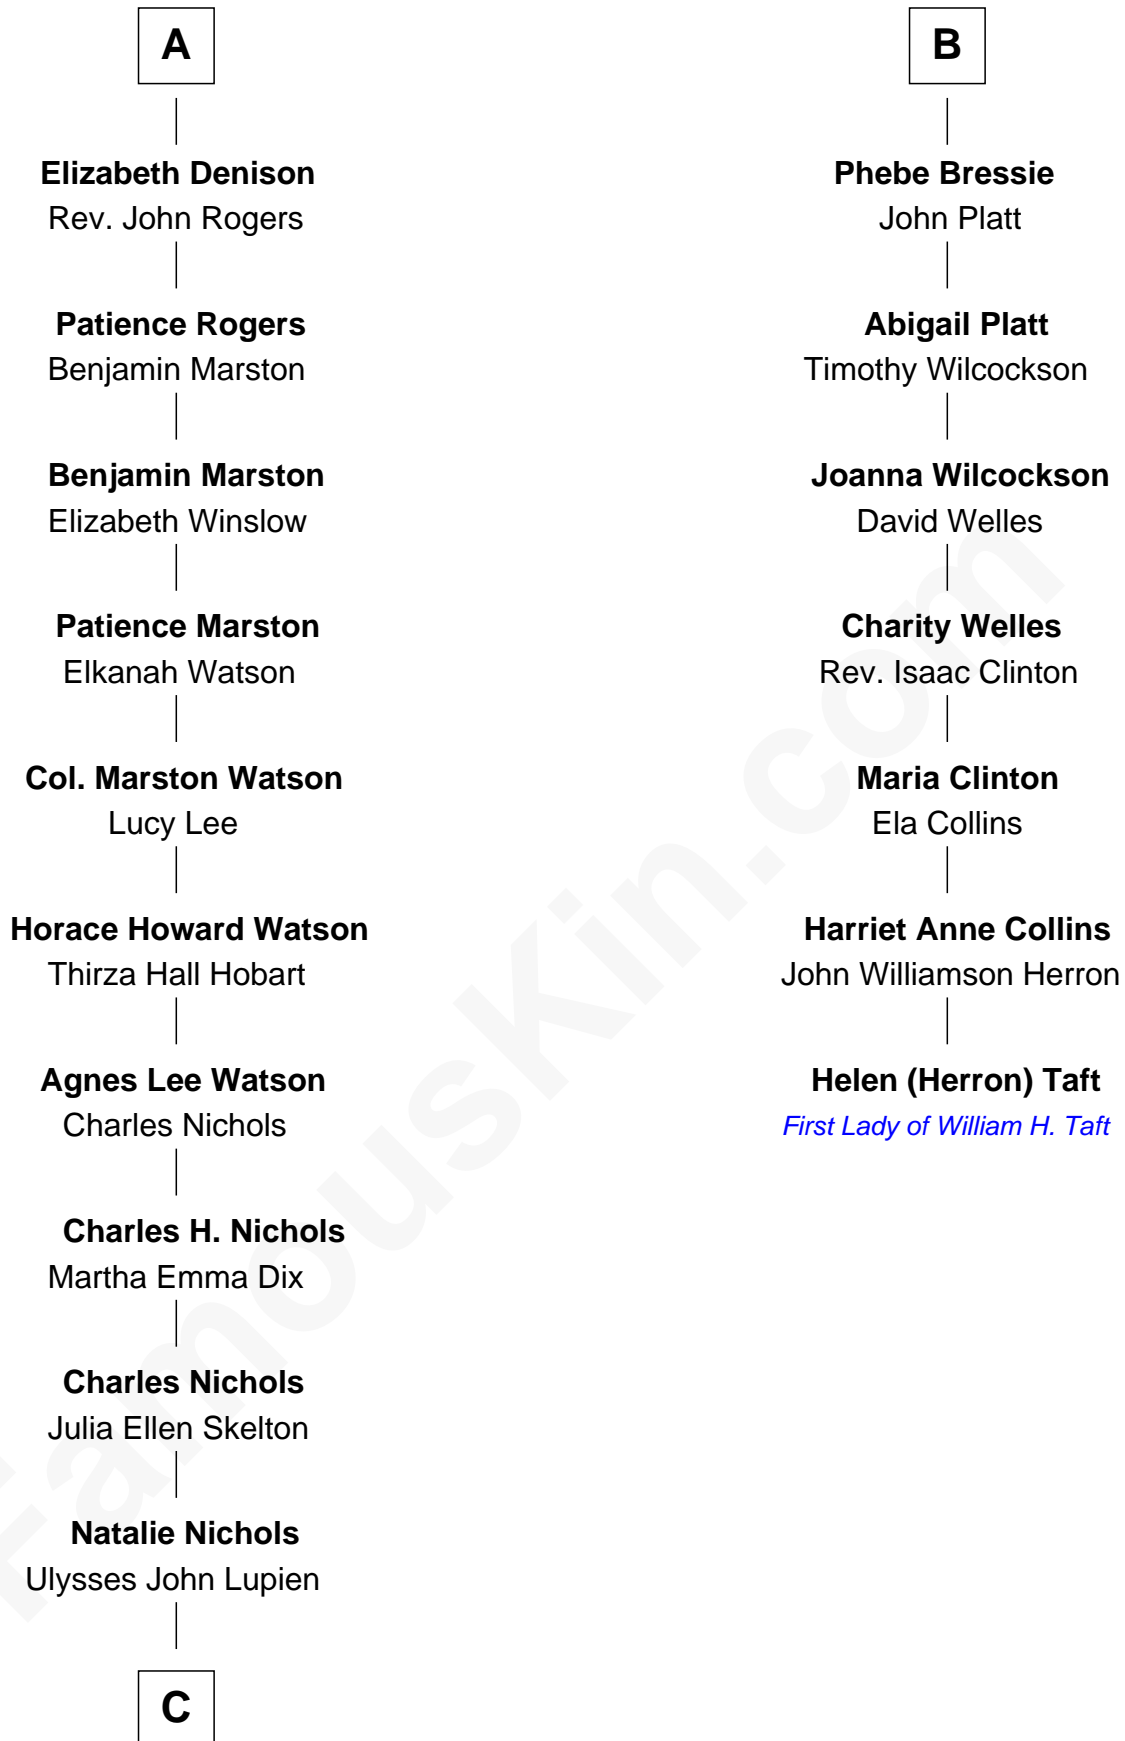 A
Elizabeth Denison
Rev. John Rogers
Patience Rogers
Benjamin Marston
Benjamin Marston
Elizabeth Winslow
Patience Marston
Elkanah Watson
Col. Marston Watson
Lucy Lee
Horace Howard Watson
Thirza Hall Hobart
Agnes Lee Watson
Charles Nichols
Charles H. Nichols
Martha Emma Dix
Charles Nichols
Julia Ellen Skelton
Natalie Nichols
Ulysses John Lupien
C
B
Phebe Bressie
John Platt
Abigail Platt
Timothy Wilcockson
Joanna Wilcockson
David Welles
Charity Welles
Rev. Isaac Clinton
Maria Clinton
Ela Collins
Harriet Anne Collins
John Williamson Herron
Helen (Herron) Taft
First Lady of William H. Taft
FamousKin.com